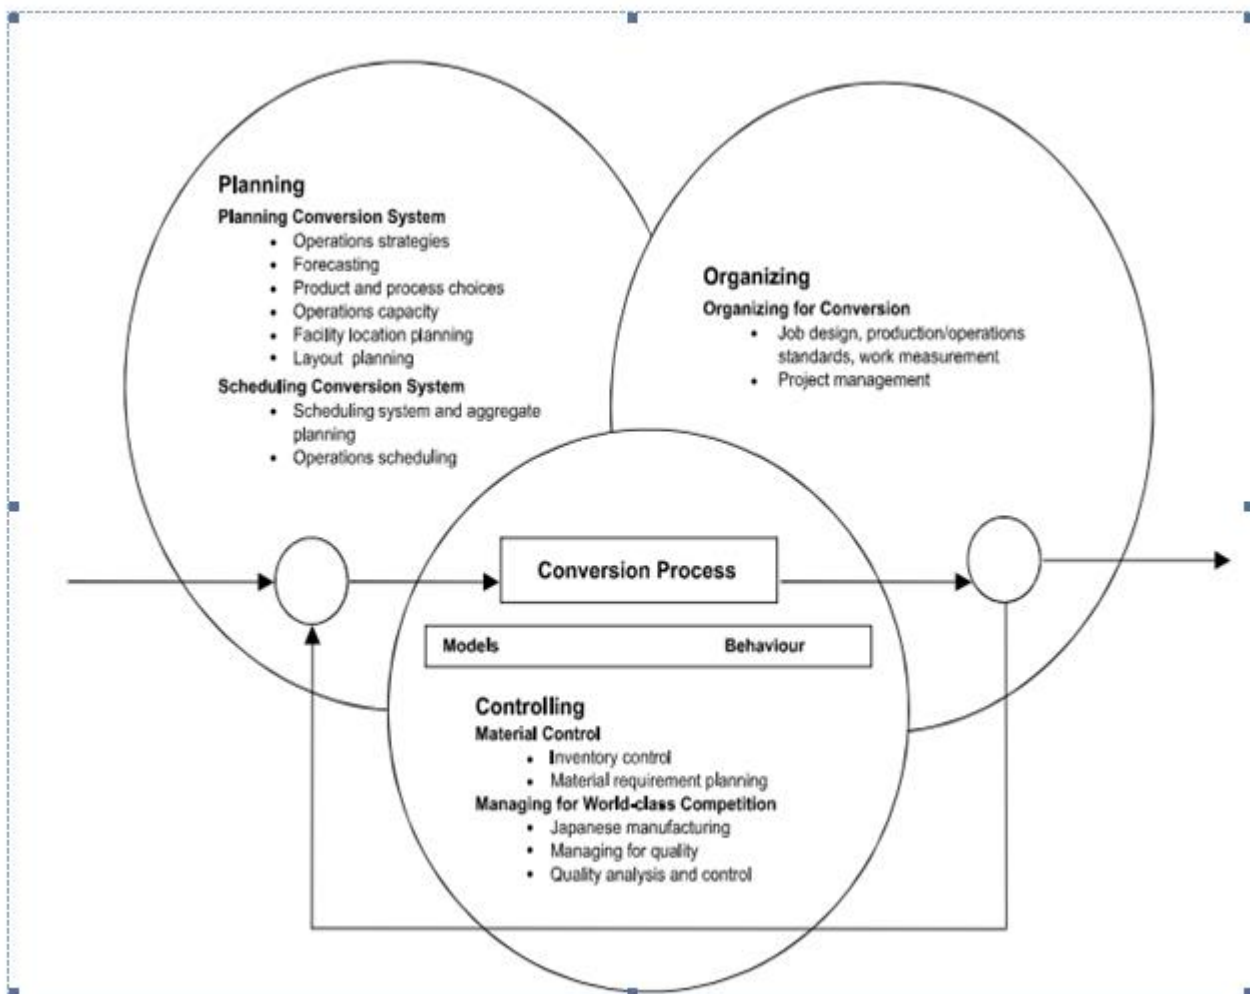 Planning
Planning Conversion System
• Operations strategies
• Forecasting
• Product and process choices
• Operations capacity
• Facility location planning
• Layout planning
Scheduling Conversion System
• Scheduling system and aggregate
planning
• Operations scheduling
Organizing
Organizing for Conversion
• Job design, production/operations
standards, work measurement
• Project management
Conversion Process
Models Behaviour
Controlling
Material Control
• Inventory control
• Material requirement planning
Managing for World-class Competition
• Japanese manufacturing
• Managing for quality
• Quality analysis and control